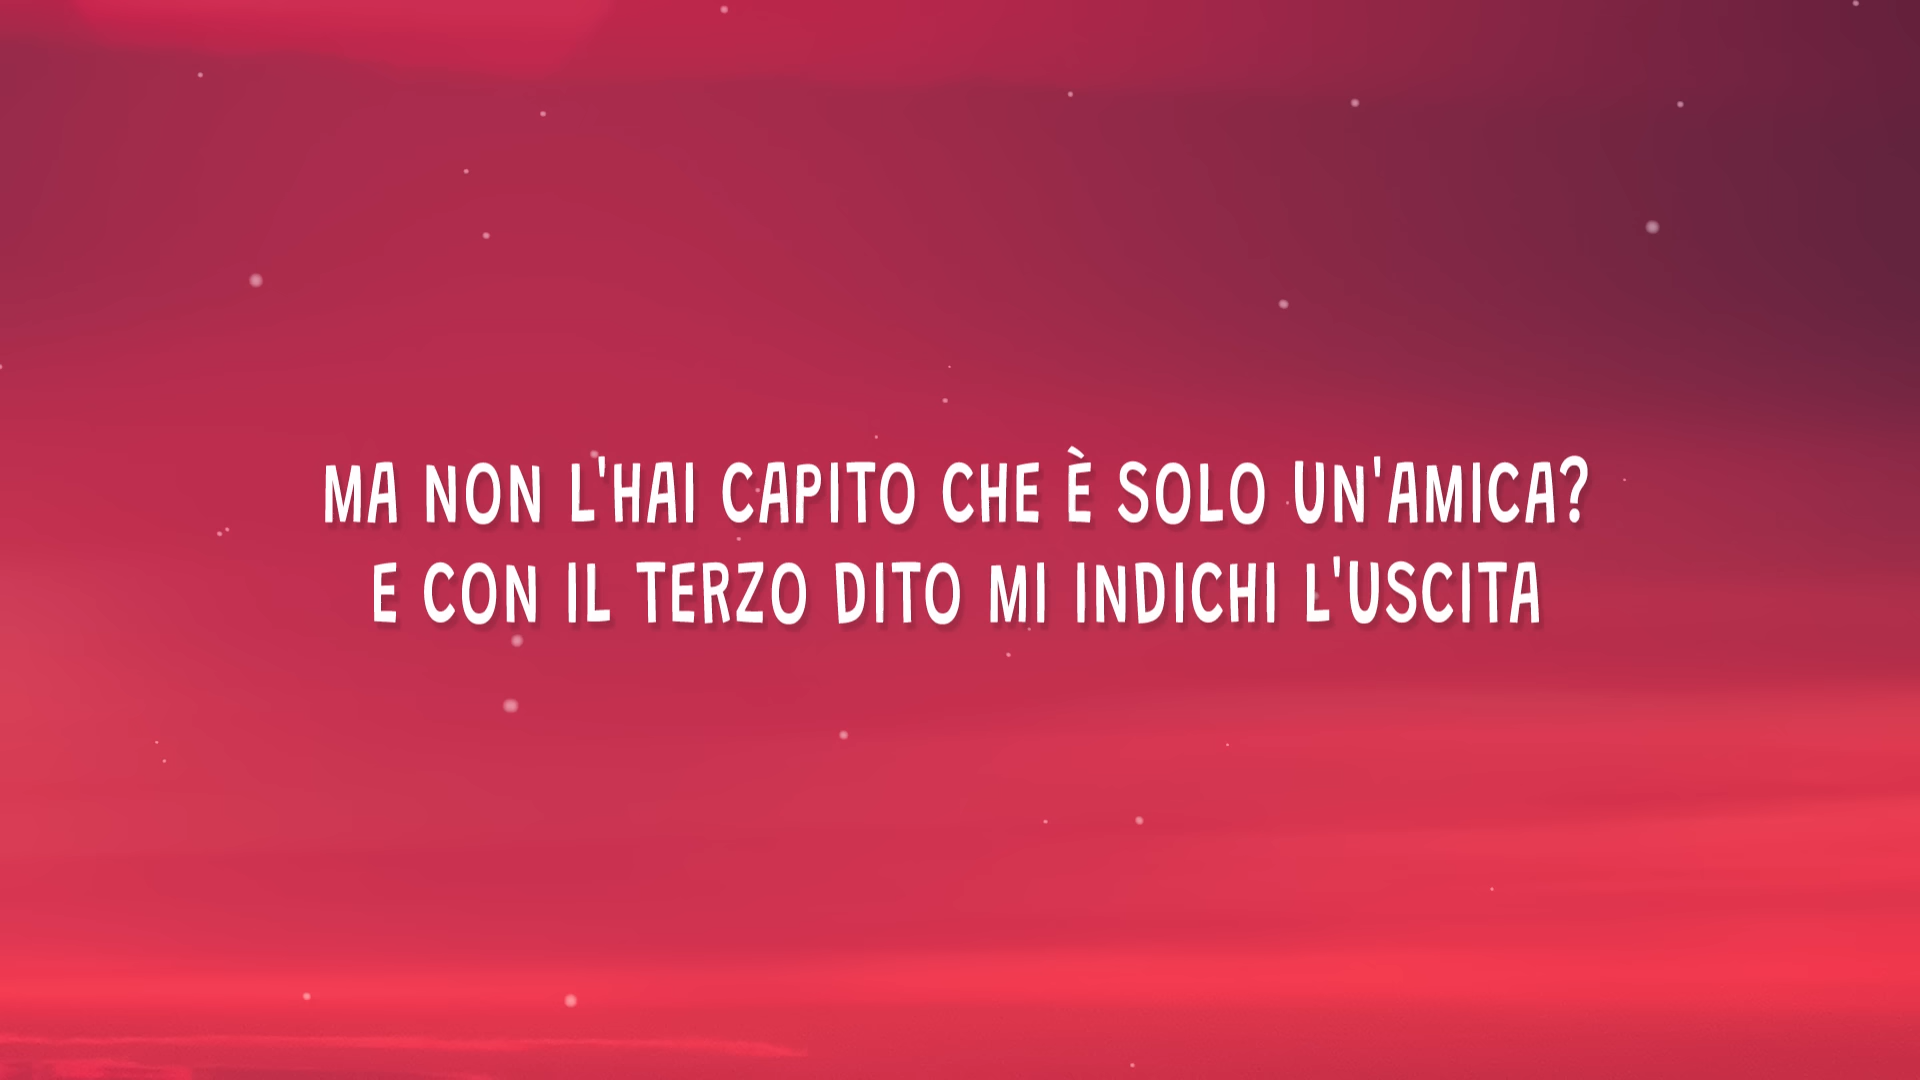 MA NON L'HAI CAPITO CHE È SOLO UN'AMICA?
E CON IL TERZO DITO MI INDICHI L'USCITA